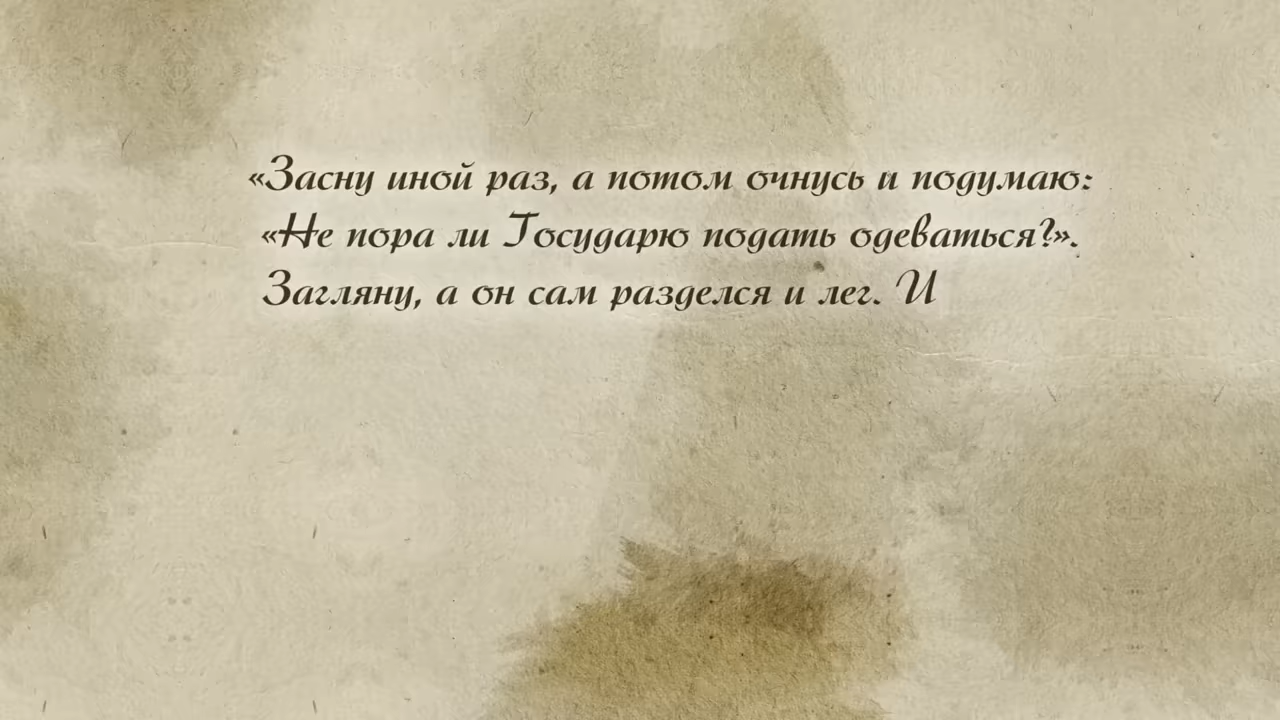 «Засну иной раз, а потом очнусь и подумаю:
«Не пора ли Государю подать одеваться?».
Загляну, а он сам разделся и лег. И